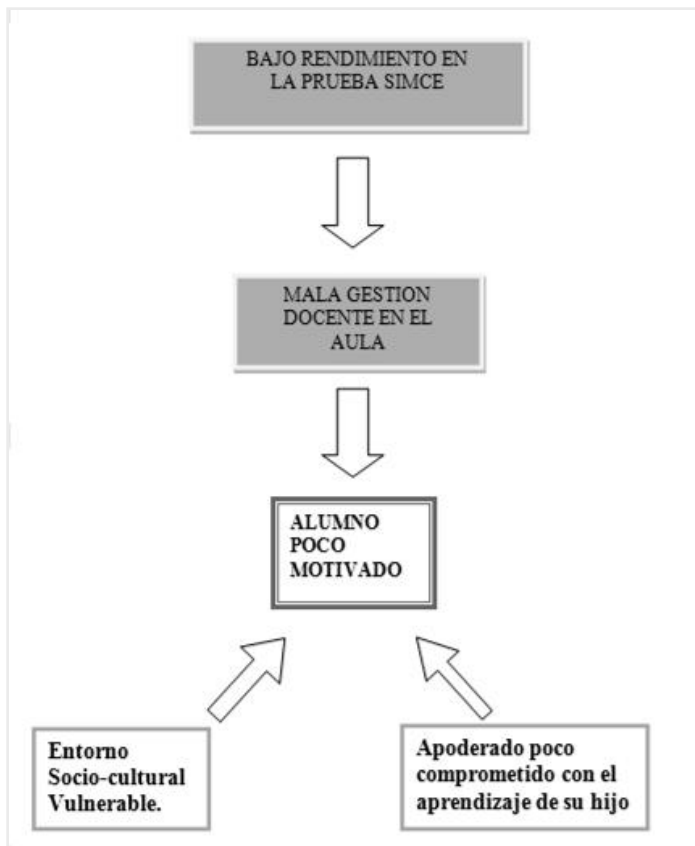 BAJO RENDIMIENTO EN
LA PRUEBA SIMCE
MALA GESTION
DOCENTE EN EL
AULA
ALUMNO
POCO
MOTIVADO
Entorno
Socio-cultural
Vulnerable.
Apoderado poco
comprometido con el
aprendizaje de su hijo